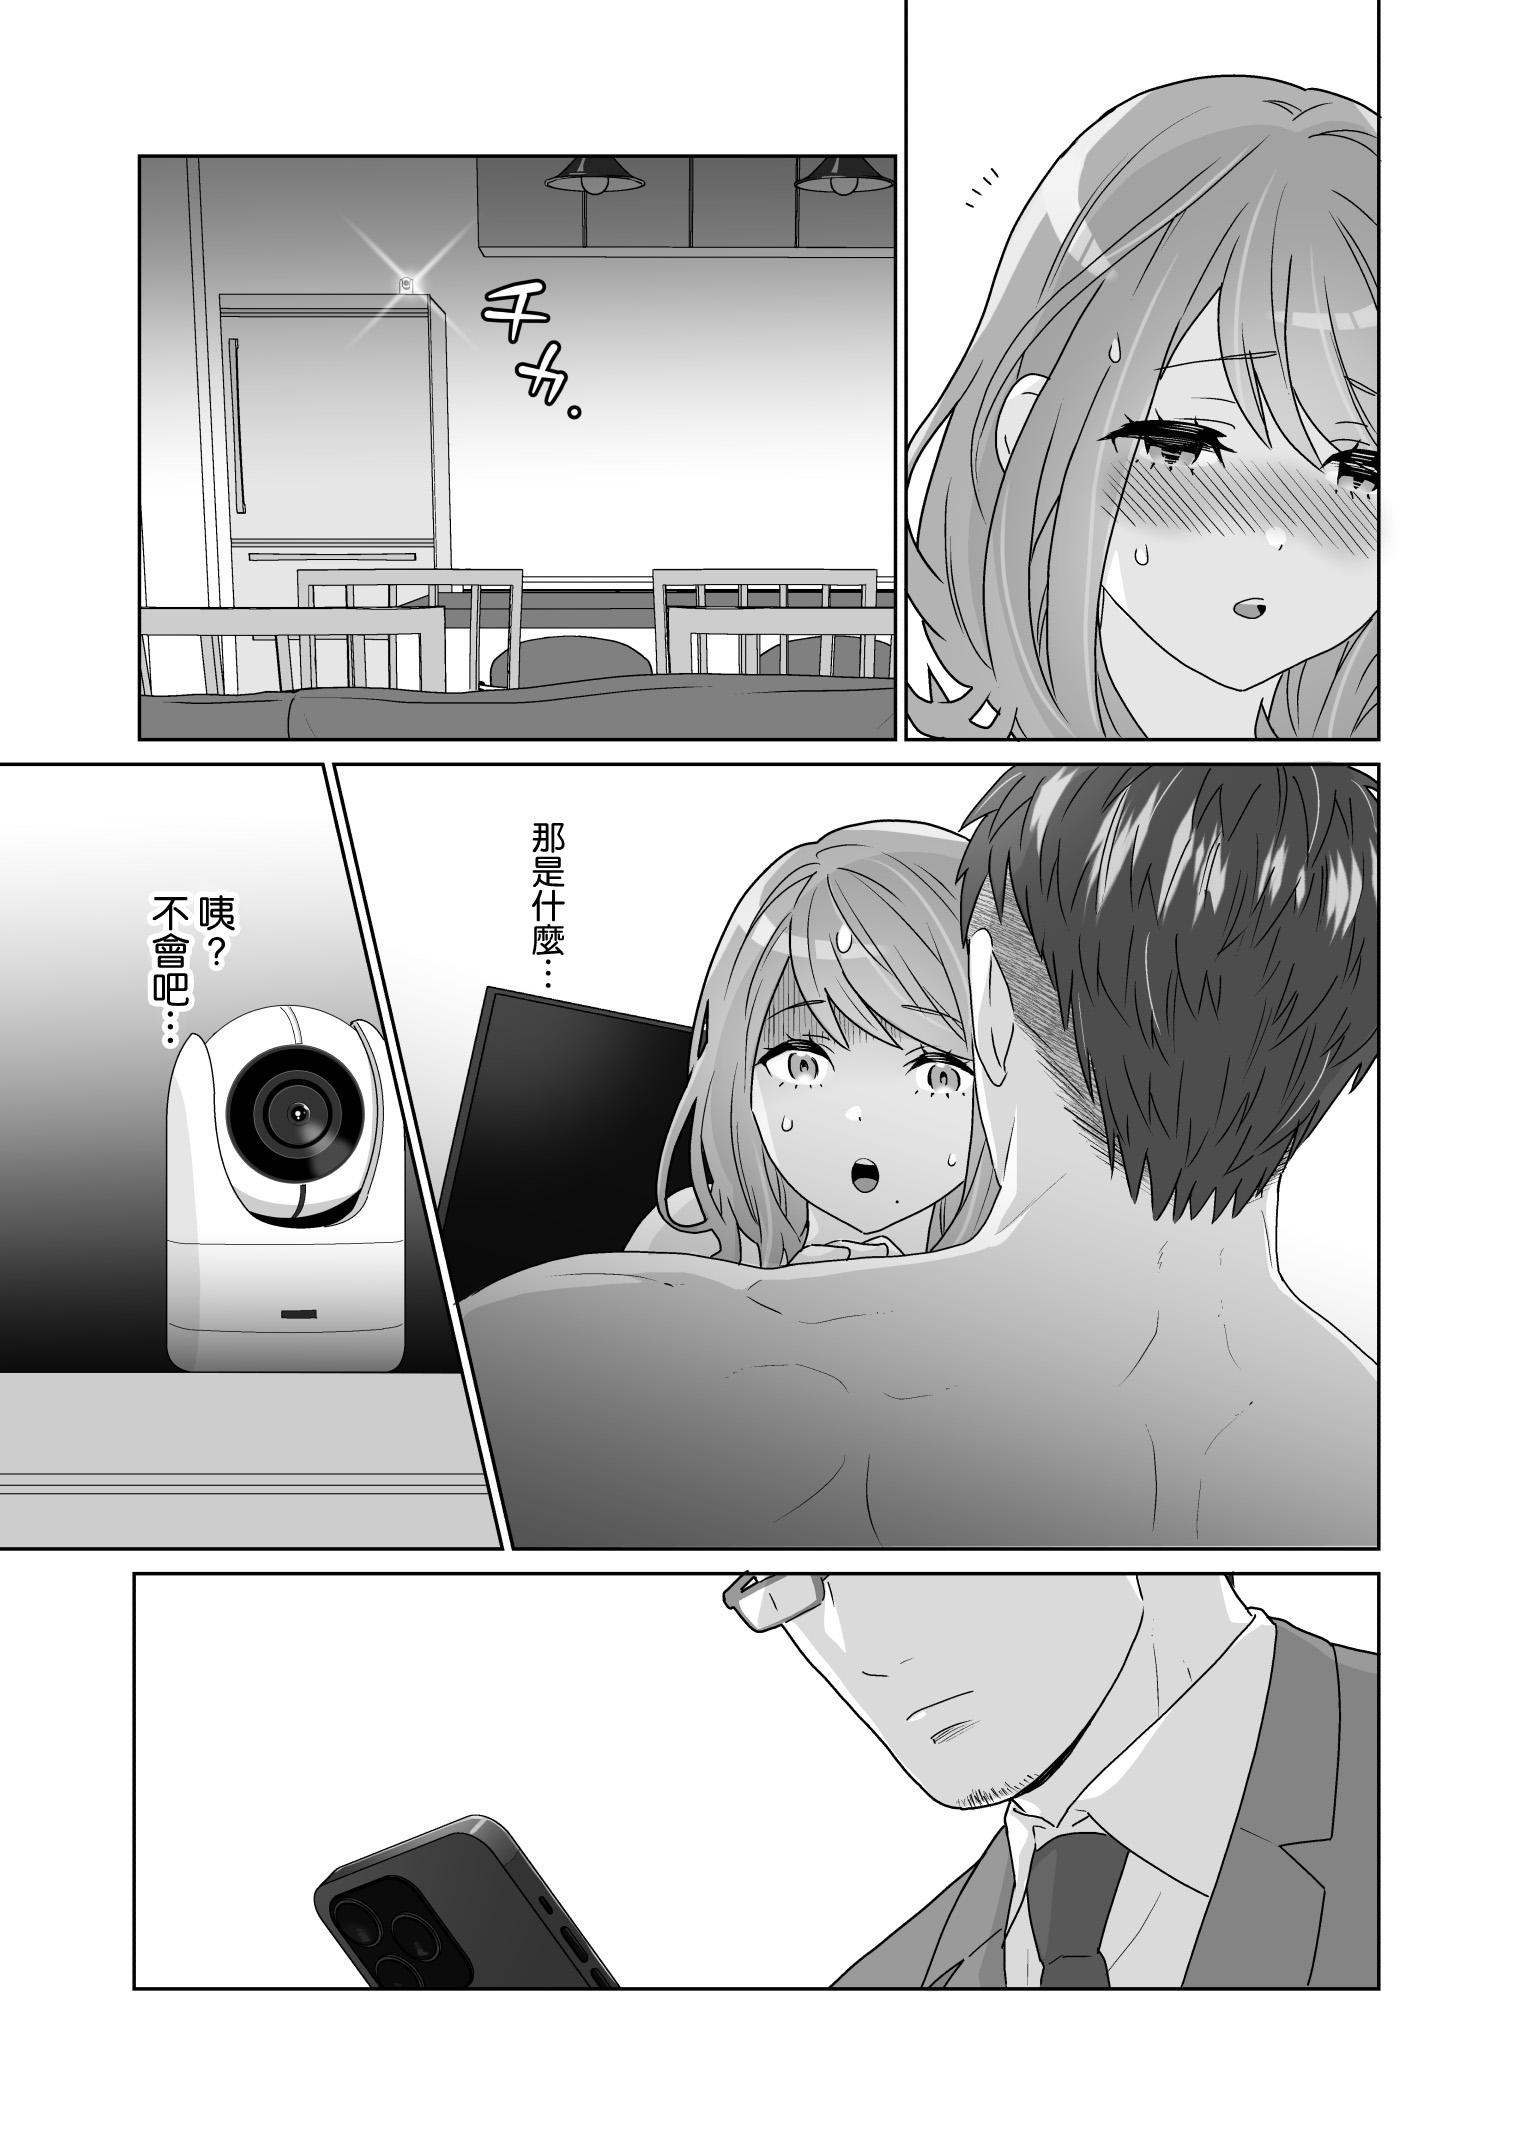 チカ。
那是什麼…
咦？
不會吧…